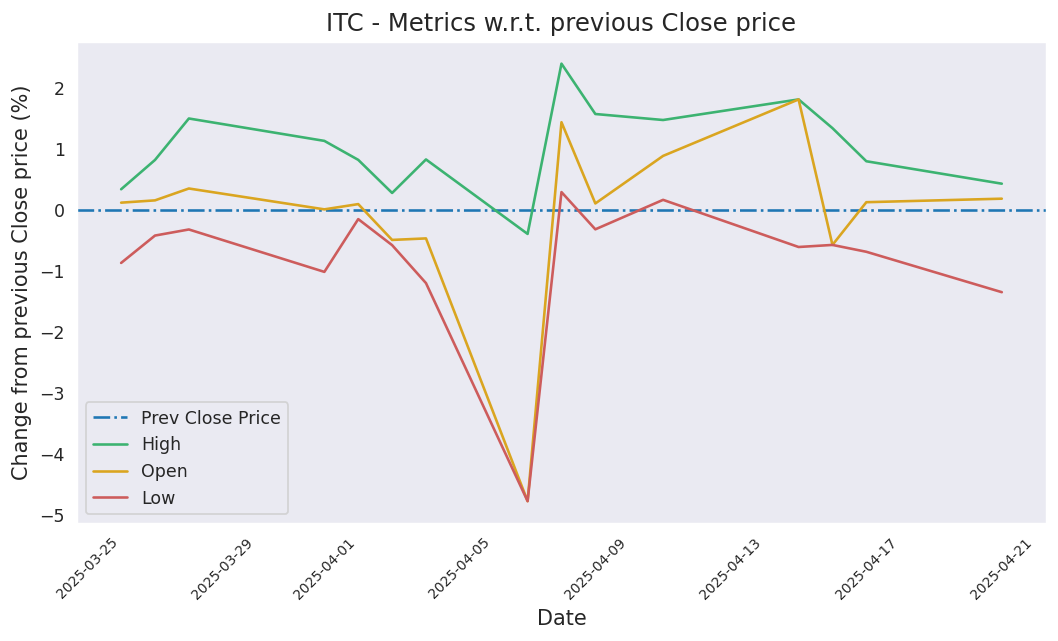 ITC - Metrics w.r.t. previous Close price
Change from previous Close price (%)
2
1
0
−1
−2
−3
−4
−5
Prev Close Price
High
Open
Low
2025-03-25
2025-03-29
2025-04-01
2025-04-05
2025-04-09
2025-04-13
2025-04-17
2025-04-21
Date